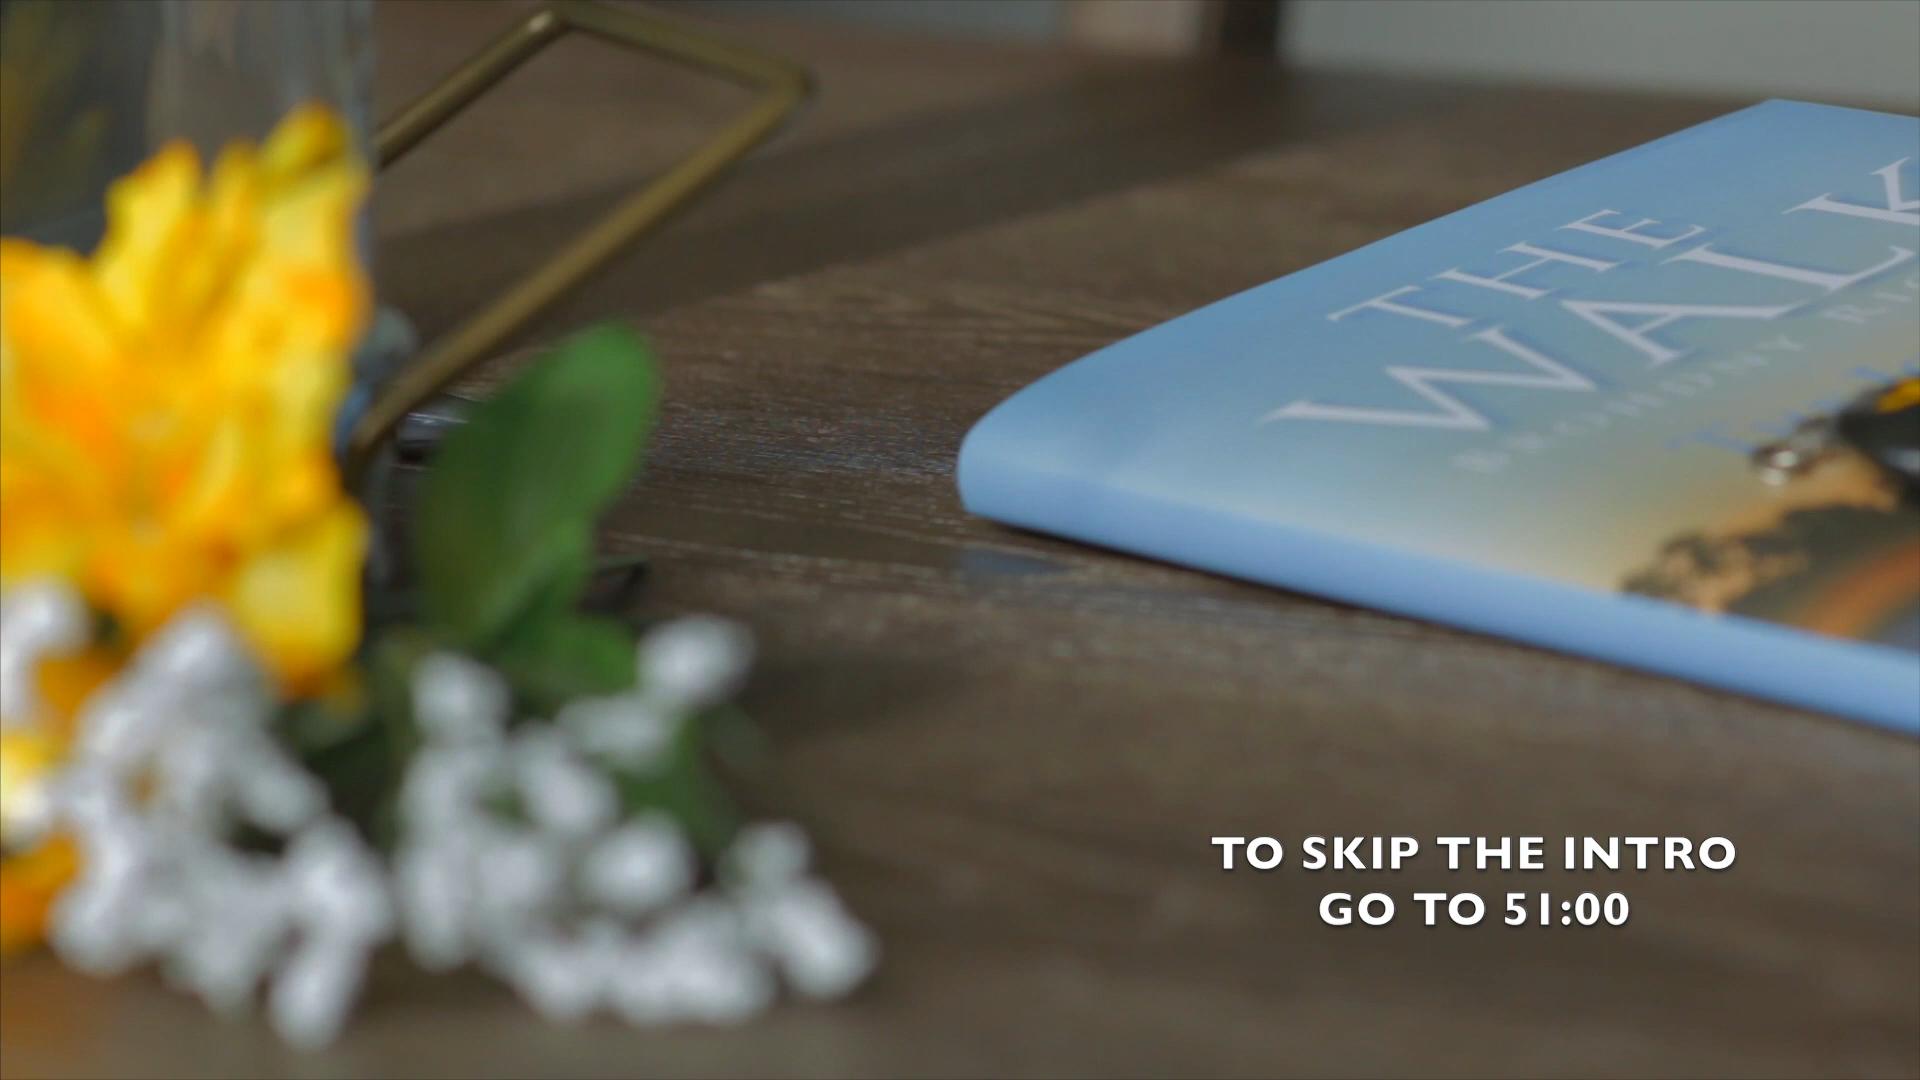 THE
WALK
TO SKIP THE INTRO
GO TO 51:00